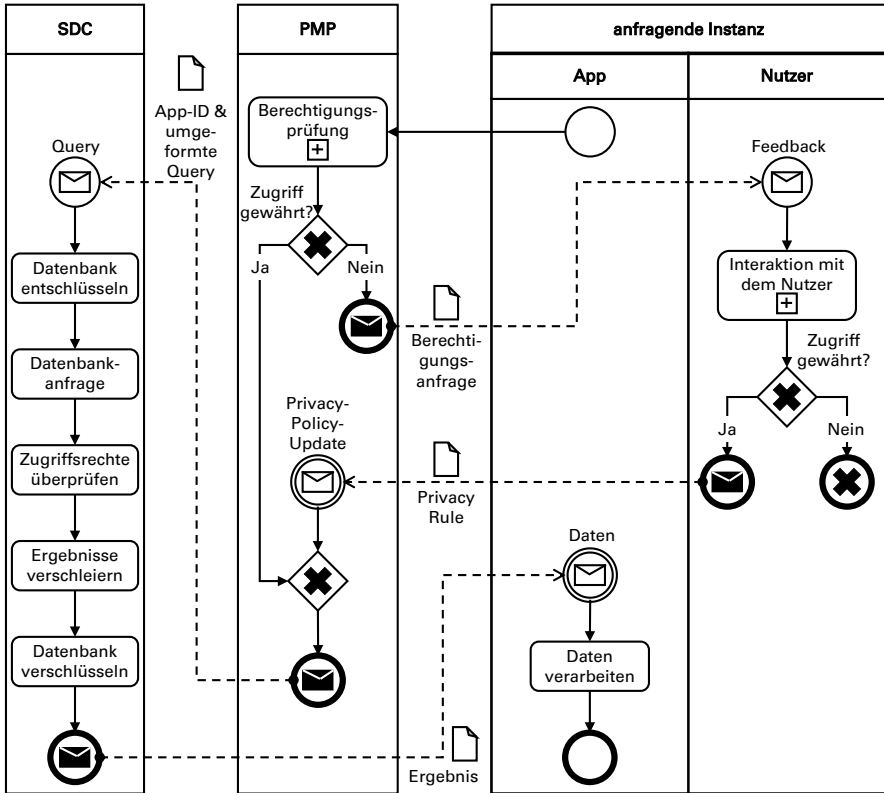 SDC
PMP
anfragende Instanz
App
Nutzer
App-ID &
umge-
formte
Query
Berechtigungs-
prüfung
Query
Feedback
Zugriff
gewährt?
Ja
Nein
Datenbank
entschlüsseln
Interaktion mit
dem Nutzer
Berechti-
gungs-
anfrage
Zugriff
gewährt?
Datenbank-
anfrage
Privacy-
Policy-
Update
Ja
Nein
Zugriffsrechte
überprüfen
Privacy
Rule
Daten
Ergebnisse
verschleiern
Datenbank
verschlüsseln
Daten
verarbeiten
Ergebnis